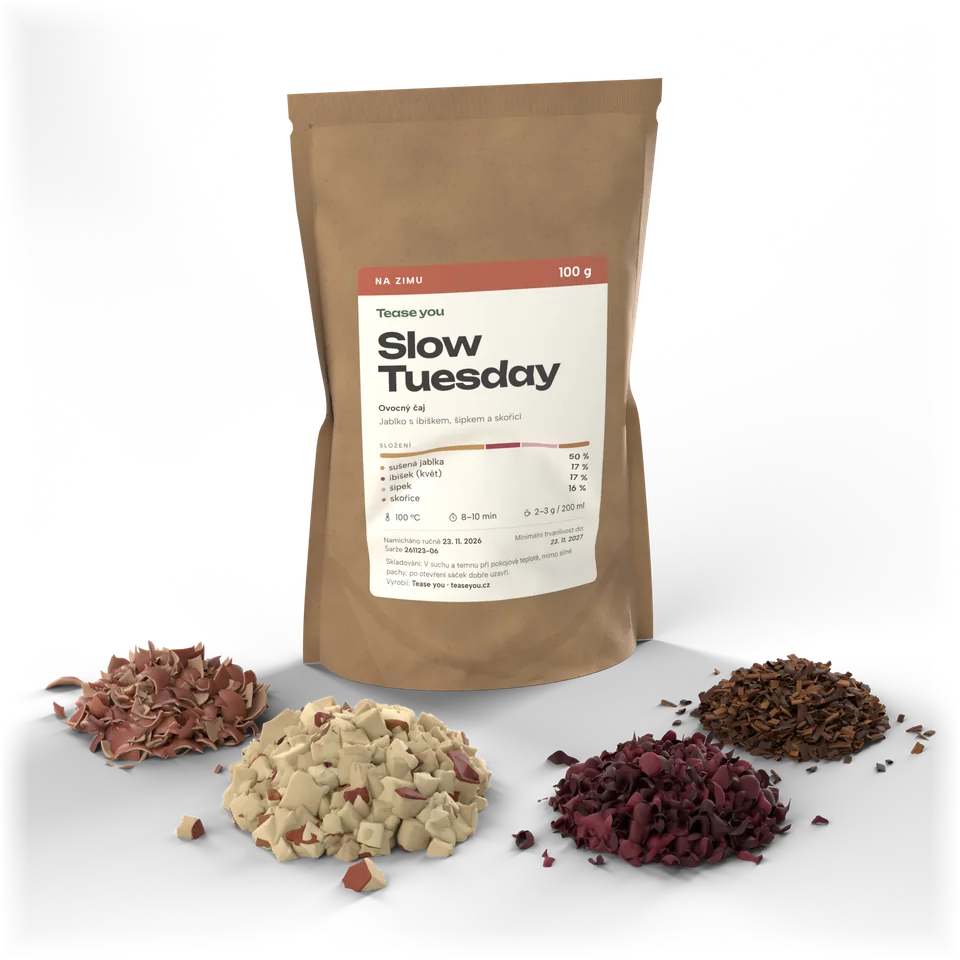 NA ZIMU 100 g
Tease you
Slow
Tuesday
Ovocný čaj
Jablko s ibiškem, šípkem a skořicí
SLOŽENÍ
sušená jablka 50 %
ibišek (květ) 17 %
šípek 17 %
skořice 16 %
100 °C 8–10 min 2–3 g / 200 ml
Namícháno ručně 23. 11. 2026 Minimální trvanlivost do:
Šarže 261123-06 23. 11. 2027
Skladování: V suchu a temnu při pokojové teplotě, mimo silné
pachy; po otevření sáček dobře uzavři.
Vyrobil: Tease you · teaseyou.cz